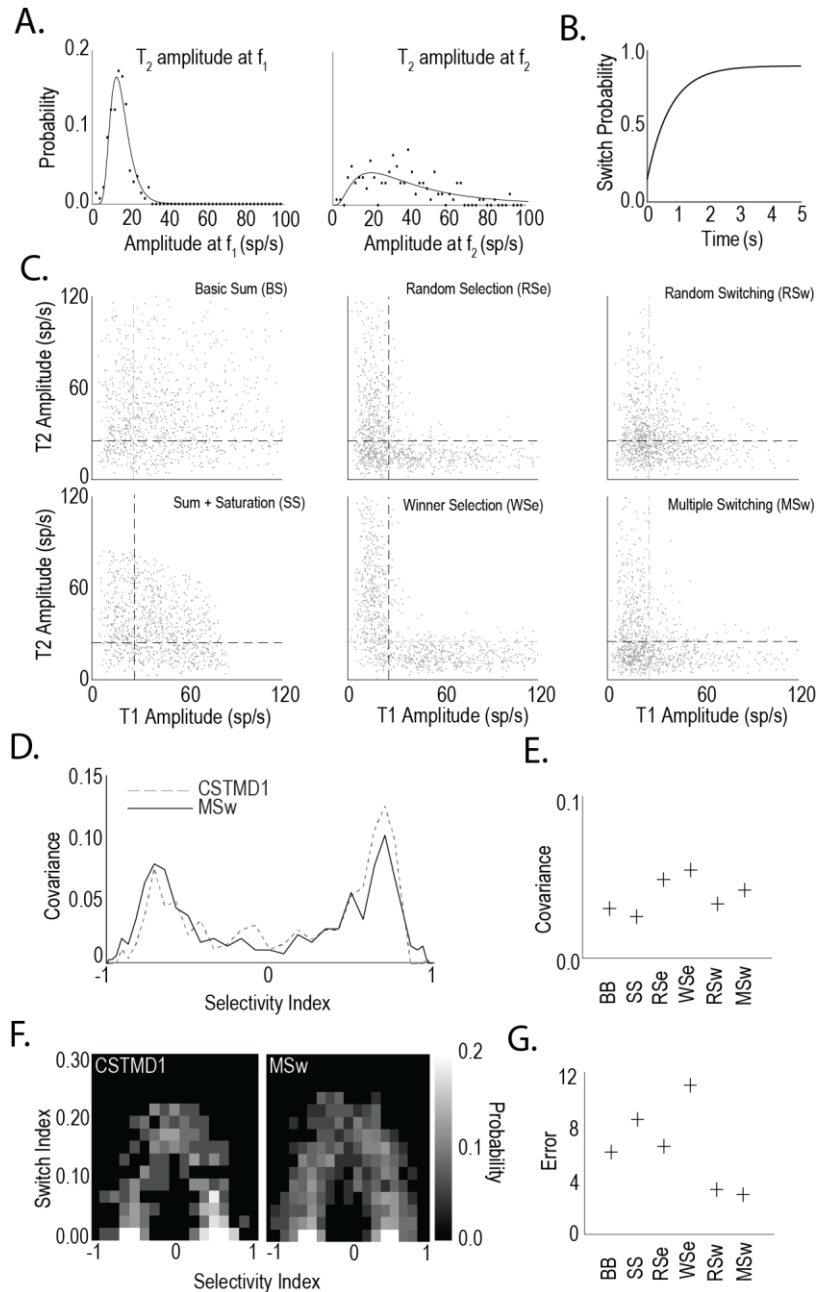 A.
B.
T2 amplitude at f1
T2 amplitude at f2
0.2
0.1
0.0
Probability
0 20 40 60 80 100
Amplitude at f1 (sp/s)
0 20 40 60 80 100
Amplitude at f2 (sp/s)
1.0
0.5
0.0
Switch Probability
0 1 2 3 4 5
Time (s)
C.
Basic Sum (BS)
Random Selection (RSe)
Random Switching (RSw)
120
60
0
T2 Amplitude (sp/s)
Sum + Saturation (SS)
Winner Selection (WSe)
Multiple Switching (MSw)
120
60
0
T2 Amplitude (sp/s)
0 60 120
T1 Amplitude (sp/s)
0 60 120
T1 Amplitude (sp/s)
0 60 120
T1 Amplitude (sp/s)
D.
0.15
0.10
0.05
0
Covariance
CSTMD1
MSw
-1 0 1
Selectivity Index
E.
0.1
0.0
Covariance
BB SS RSe WSe RSw MSw
F.
0.30
0.20
0.10
0.00
Switch Index
CSTMD1
MSw
-1 0 1
-1 0 1
Selectivity Index
0.2
0.1
0.0
Probability
G.
12
8
4
0
Error
BB SS RSe WSe RSw MSw